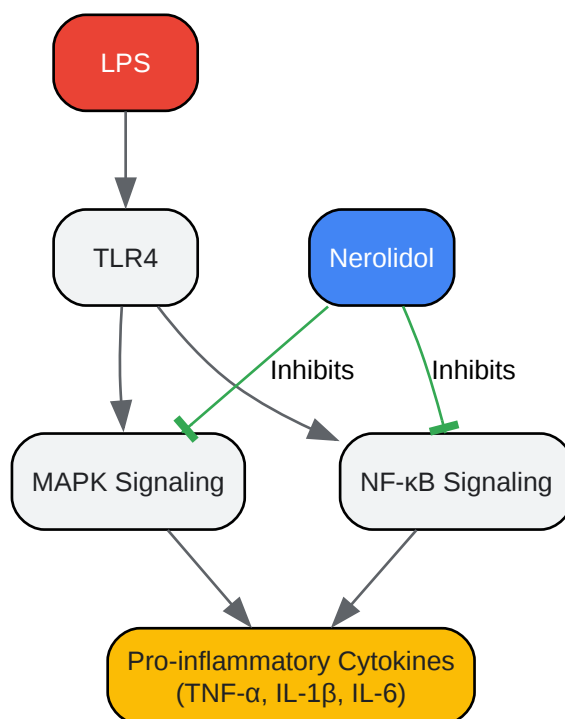 LPS
TLR4
Nerolidol
Inhibits
Inhibits
MAPK Signaling
NF-κB Signaling
Pro-inflammatory Cytokines
(TNF-α, IL-1β, IL-6)